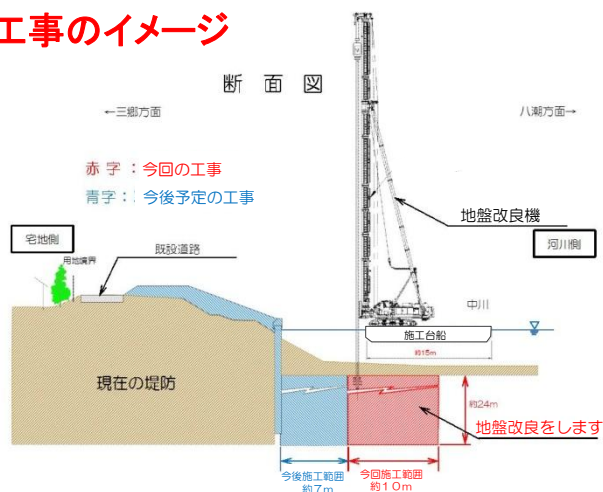 工事のイメージ
断面図
←三郷方面
八潮方面→
赤字：今回の工事
青字：今後予定の工事
地盤改良機
宅地側
河川側
用地境界
既設道路
中川
施工台船
約15m
現在の堤防
約24m
地盤改良をします
今後施工範囲
約7m
今回施工範囲
約10m